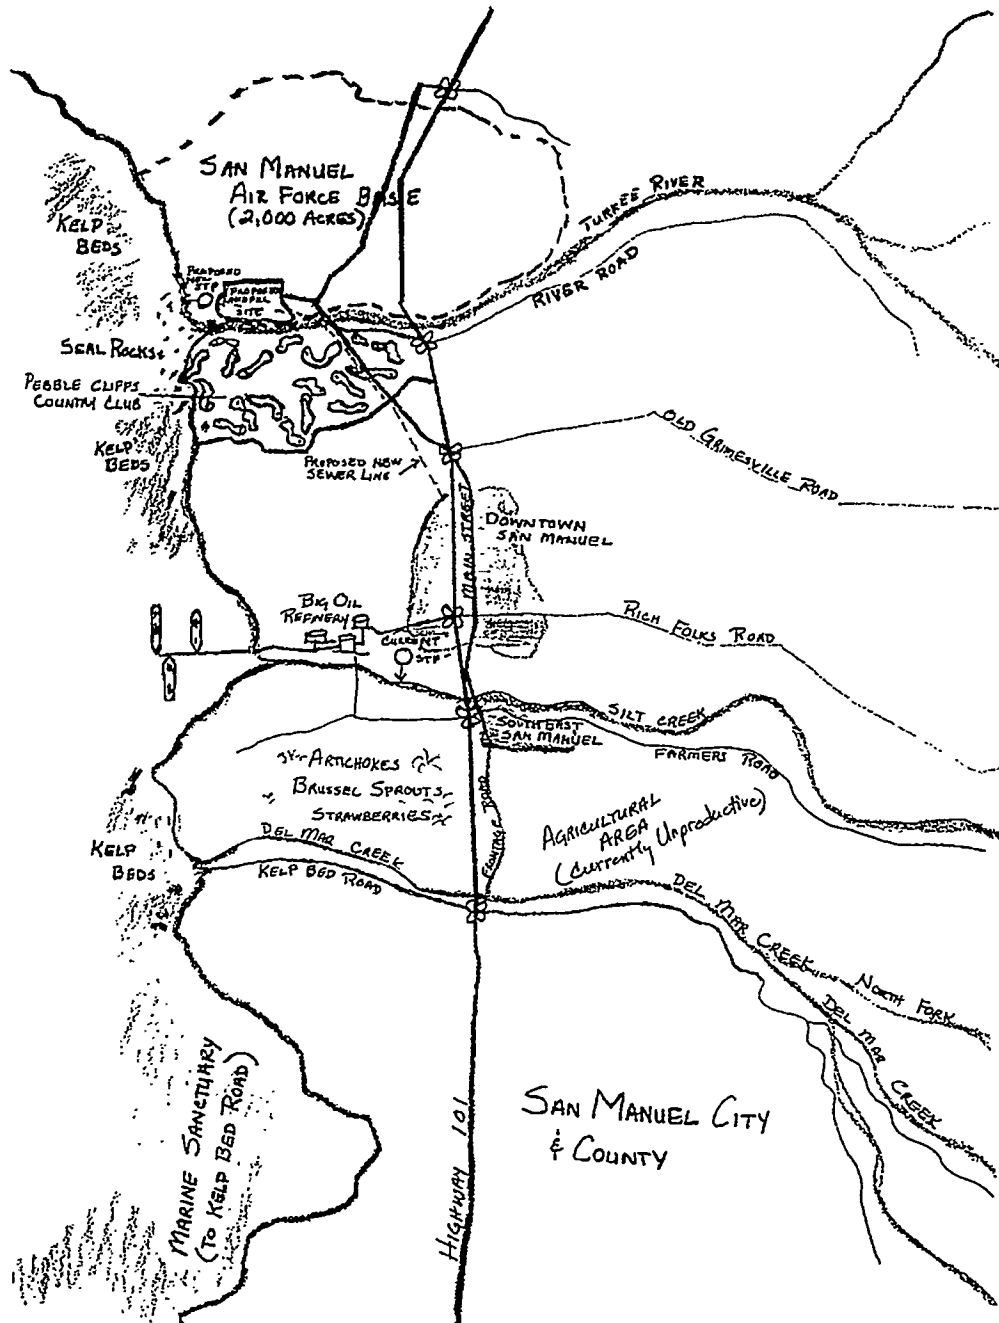 SAN MANUEL
AIR FORCE BASE
(2,000 ACRES)
KELP
BEDS
TURKEE RIVER
RIVER ROAD
PROPOSED
NEW
STP
PROPOSED
LANDFILL
SITE
SEAL ROCKS
PEBBLE CLIFFS
COUNTRY CLUB
KELP
BEDS
PROPOSED NEW
SEWER LINE
OLD GRIMESVILLE ROAD
MAIN STREET
DOWNTOWN
SAN MANUEL
BIG OIL
REFINERY
CURRENT
STP
RICH FOLKS ROAD
SILT CREEK
SOUTHEAST
SAN MANUEL
FARMERS ROAD
ARTICHOKES
BRUSSEL SPROUTS
STRAWBERRIES
FRONTAGE ROAD
AGRICULTURAL
AREA
(CURRENTLY UNPRODUCTIVE)
DEL MAR CREEK
KELP BED ROAD
KELP
BEDS
DEL MAR CREEK NORTH FORK
DEL MAR CREEK
MARINE SANCTUARY
(TO KELP BED ROAD)
HIGHWAY 101
SAN MANUEL CITY
& COUNTY